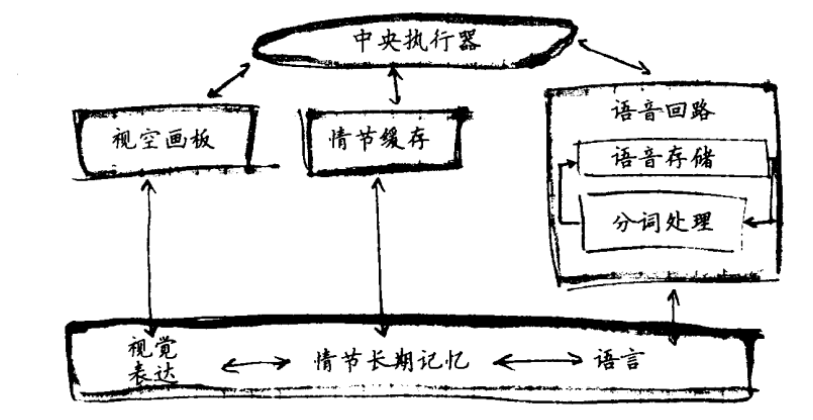 中央执行器
视空画板
情节缓存
语音回路
语音存储
分词处理
视觉
表达
情节长期记忆
语言